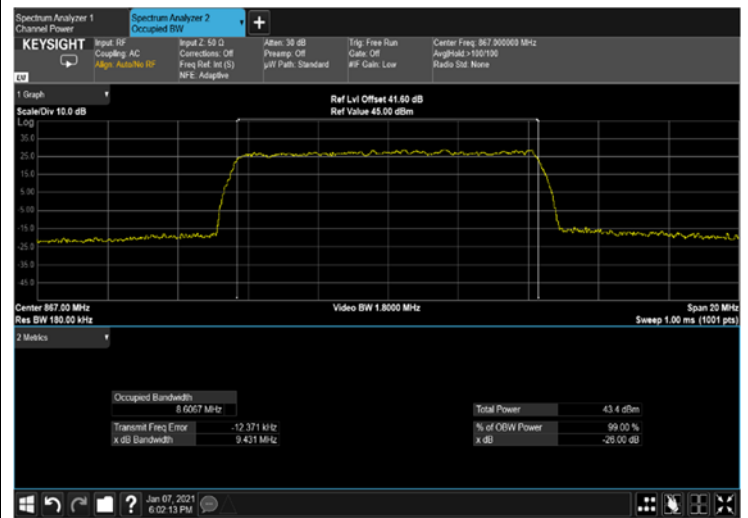 Spectrum Analyzer 1
Channel Power
Spectrum Analyzer 2
Occupied BW
+
KEYSIGHT
Input: RF
Coupling: AC
Align: Auto/No RF
Input Z: 50 Ω
Corrections: Off
Freq Ref: Int (S)
NFE: Adaptive
Atten: 30 dB
Preamp: Off
µW Path: Standard
Trig: Free Run
Gate: Off
#IF Gain: Low
Center Freq: 867.000000 MHz
Avg|Hold:>100/100
Radio Std: None
LXI
1 Graph
Scale/Div 10.0 dB
Ref Lvl Offset 41.60 dB
Ref Value 45.00 dBm
Log
35.0
25.0
15.0
5.00
-5.00
-15.0
-25.0
-35.0
-45.0
Center 867.00 MHz
Res BW 180.00 kHz
Video BW 1.8000 MHz
Span 20 MHz
Sweep 1.00 ms (1001 pts)
2 Metrics
Occupied Bandwidth
8.6067 MHz
Transmit Freq Error -12.371 kHz
x dB Bandwidth 9.431 MHz
Total Power 43.4 dBm
% of OBW Power 99.00 %
x dB -26.00 dB
?
Jan 07, 2021
6:02:13 PM